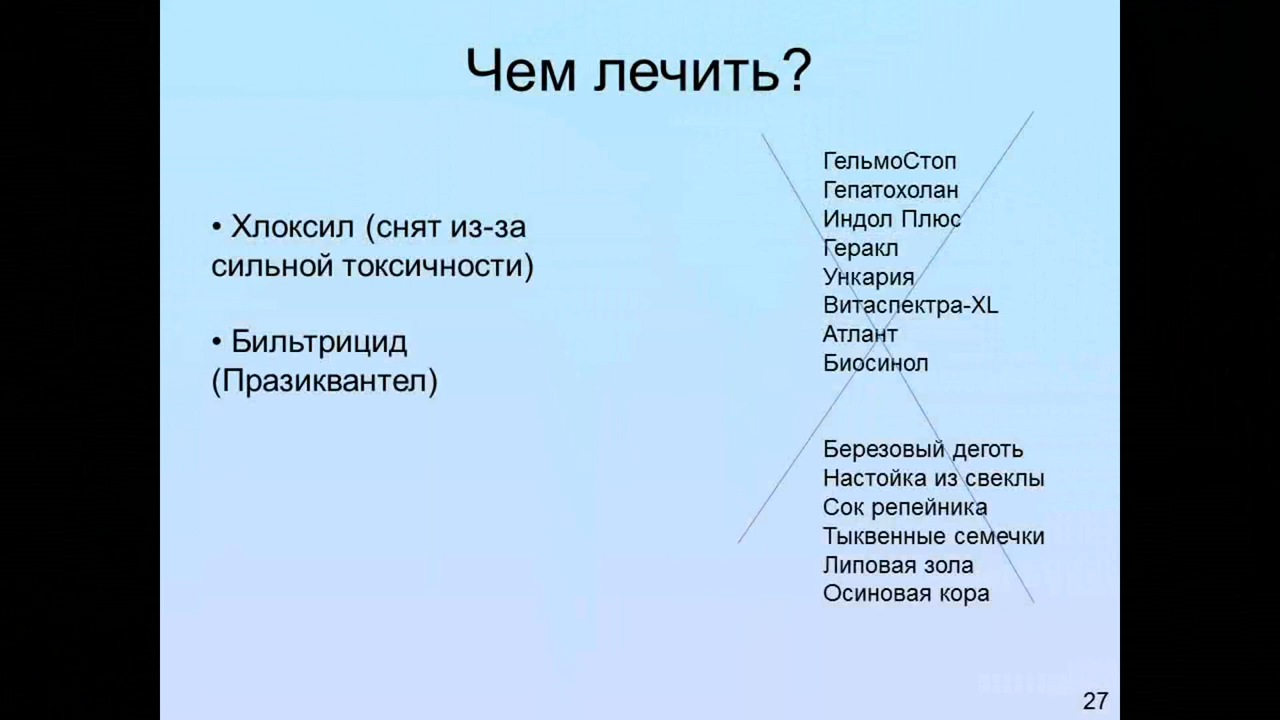 Чем лечить?
• Хлоксил (снят из-за
сильной токсичности)
• Бильтрицид
(Празиквантел)
ГельмоСтоп
Гепатохолан
Индол Плюс
Геракл
Ункария
Витаспектра-XL
Атлант
Биосинол
Березовый деготь
Настойка из свеклы
Сок репейника
Тыквенные семечки
Липовая зола
Осиновая кора
27